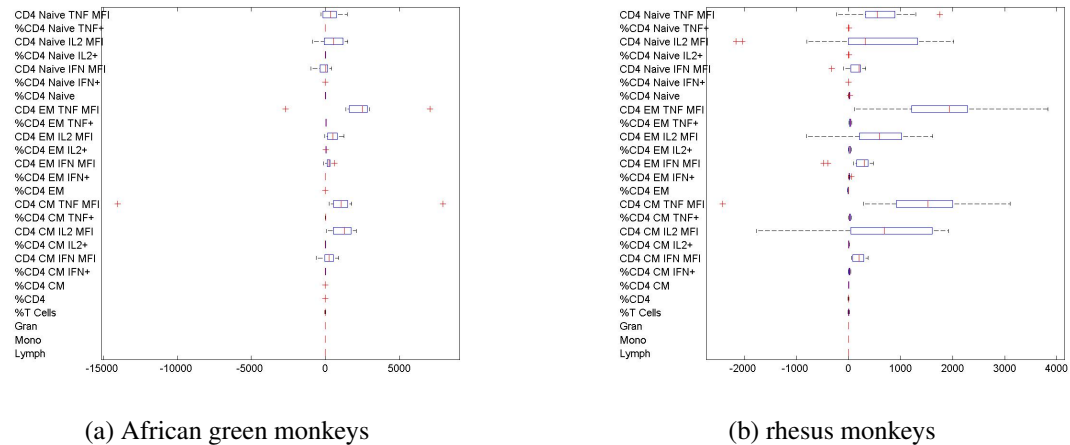 CD4 Naive TNF MFI
%CD4 Naive TNF+
CD4 Naive IL2 MFI
%CD4 Naive IL2+
CD4 Naive IFN MFI
%CD4 Naive IFN+
%CD4 Naive
CD4 EM TNF MFI
%CD4 EM TNF+
CD4 EM IL2 MFI
%CD4 EM IL2+
CD4 EM IFN MFI
%CD4 EM IFN+
%CD4 EM
CD4 CM TNF MFI
%CD4 CM TNF+
CD4 CM IL2 MFI
%CD4 CM IL2+
CD4 CM IFN MFI
%CD4 CM IFN+
%CD4 CM
%CD4
%T Cells
Gran
Mono
Lymph
-15000 -10000 -5000 0 5000
(a) African green monkeys
CD4 Naive TNF MFI
%CD4 Naive TNF+
CD4 Naive IL2 MFI
%CD4 Naive IL2+
CD4 Naive IFN MFI
%CD4 Naive IFN+
%CD4 Naive
CD4 EM TNF MFI
%CD4 EM TNF+
CD4 EM IL2 MFI
%CD4 EM IL2+
CD4 EM IFN MFI
%CD4 EM IFN+
%CD4 EM
CD4 CM TNF MFI
%CD4 CM TNF+
CD4 CM IL2 MFI
%CD4 CM IL2+
CD4 CM IFN MFI
%CD4 CM IFN+
%CD4 CM
%CD4
%T Cells
Gran
Mono
Lymph
-2000 -1000 0 1000 2000 3000 4000
(b) rhesus monkeys